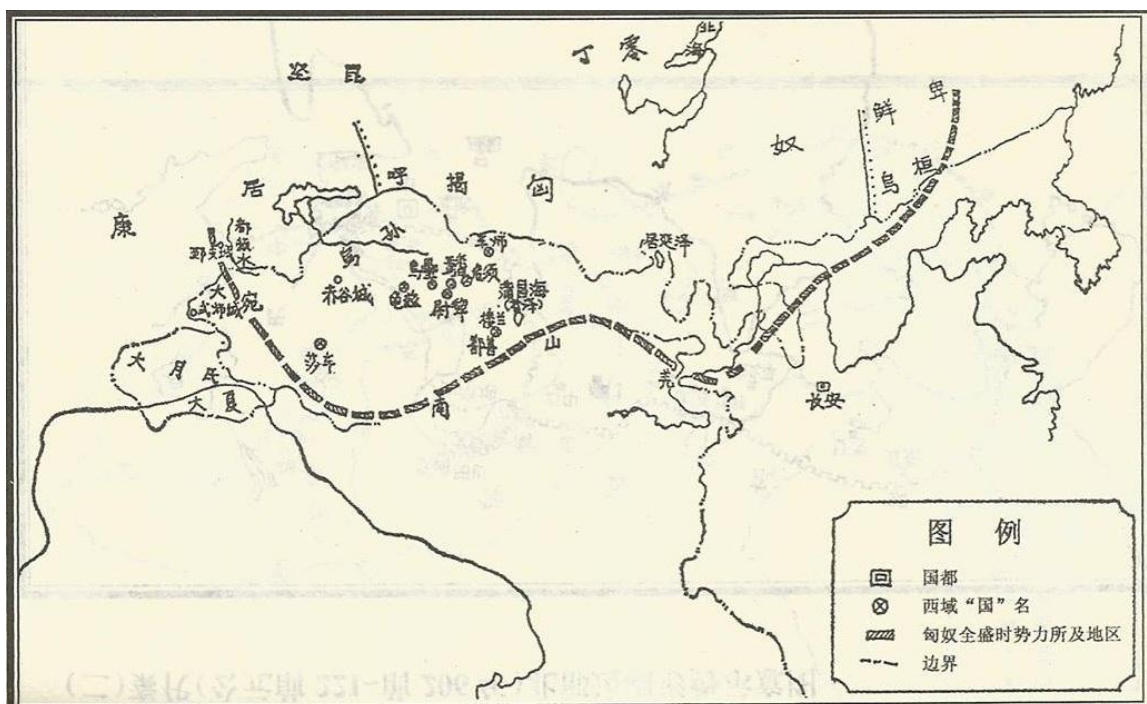 北海
丁零
坚昆
鲜卑
奴
乌桓
呼揭
匈
居
康
都赖水
郅支城
孙
乌
车师
居延泽
乌垒
焉耆
危须
赤谷城
龟兹
尉犁
蒲昌海
大宛
贰师城
楼兰
鄯善
山
莎车
羌
大月氏
大夏
南
长安
图例
国都
西域“国”名
匈奴全盛时势力所及地区
边界